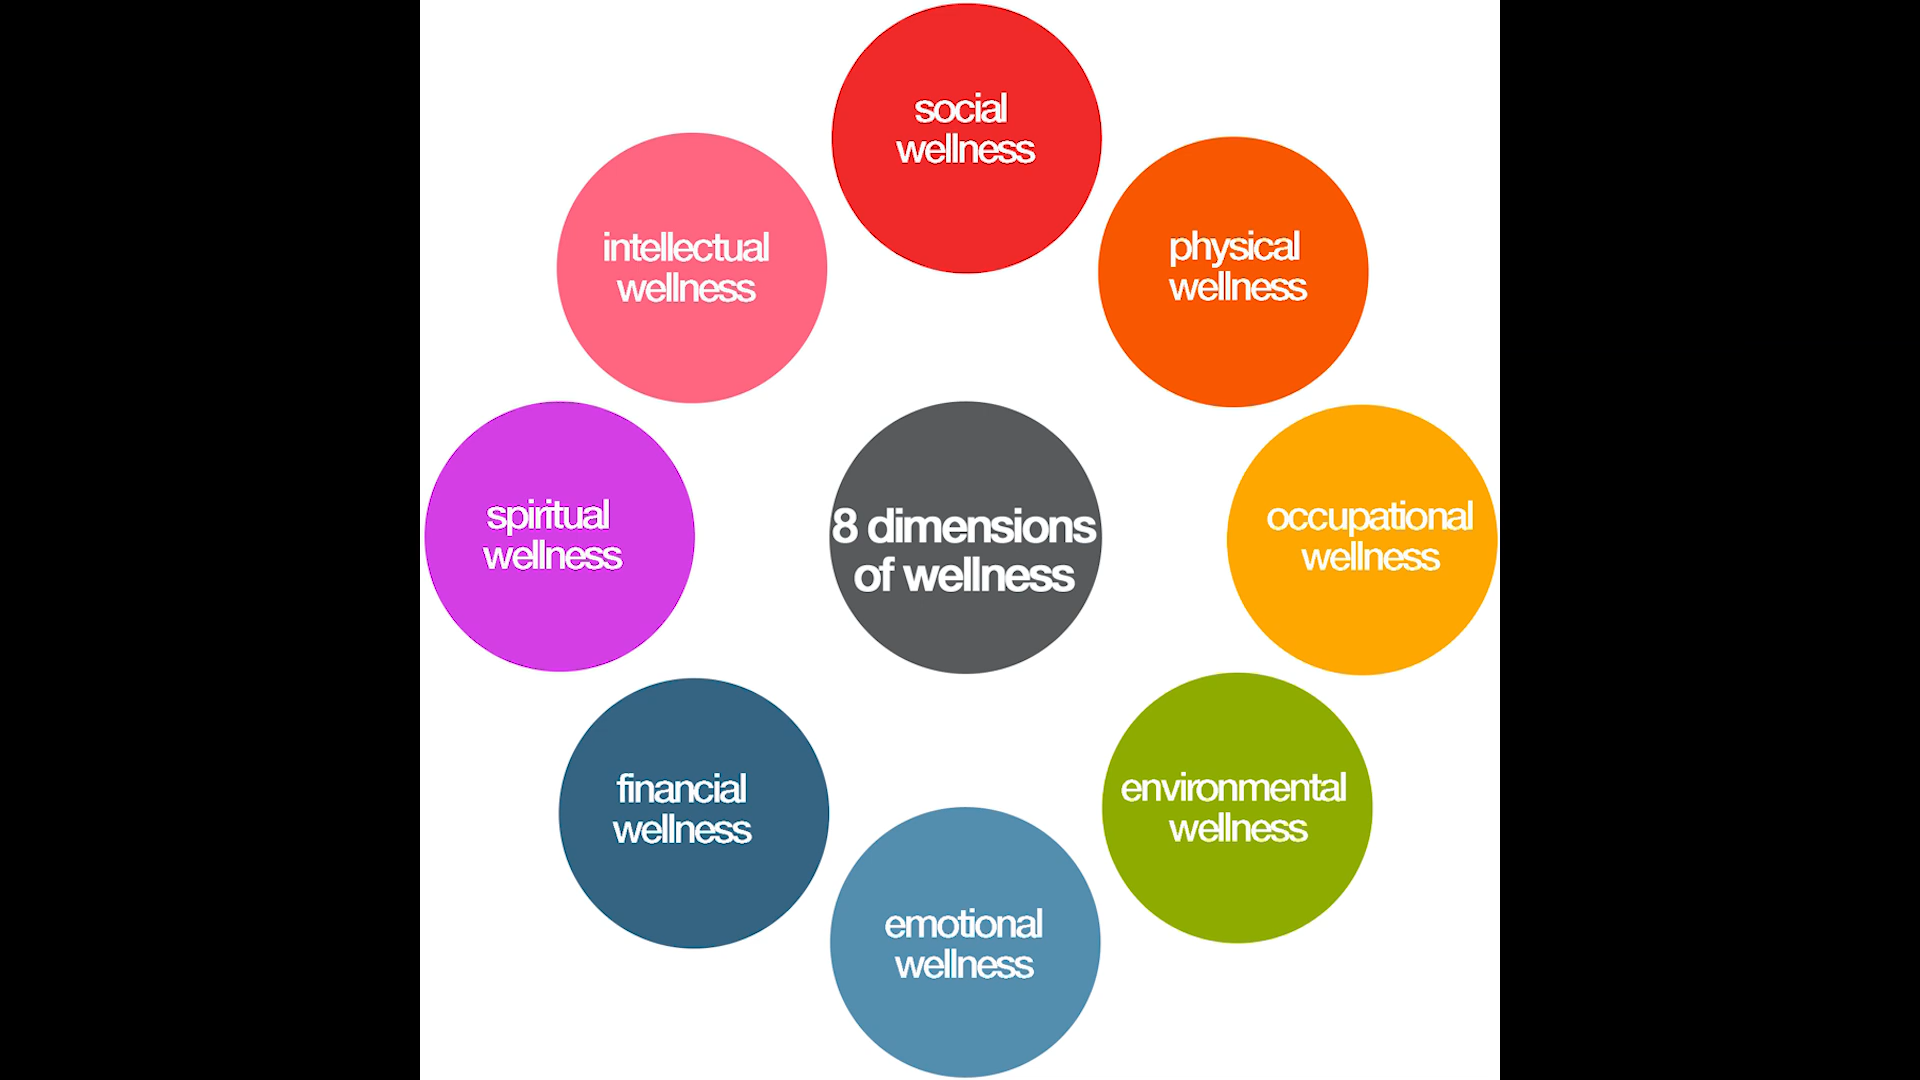 social
wellness
intellectual
wellness
physical
wellness
spiritual
wellness
8 dimensions
of wellness
occupational
wellness
financial
wellness
environmental
wellness
emotional
wellness